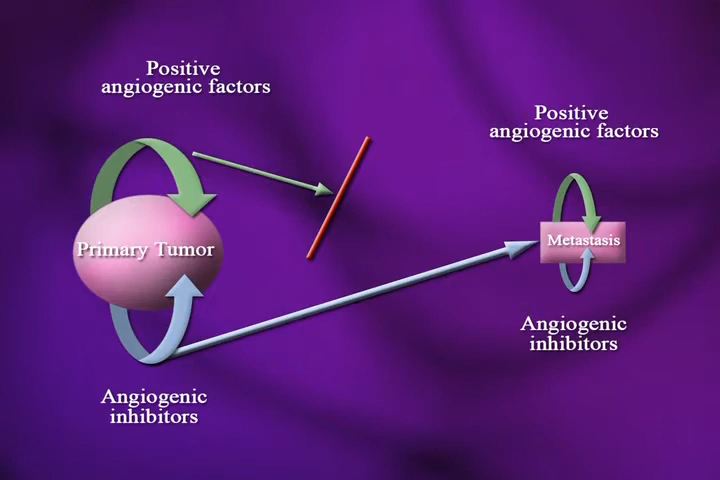 Positive
angiogenic factors
Positive
angiogenic factors
Primary Tumor
Metastasis
Angiogenic
inhibitors
Angiogenic
inhibitors